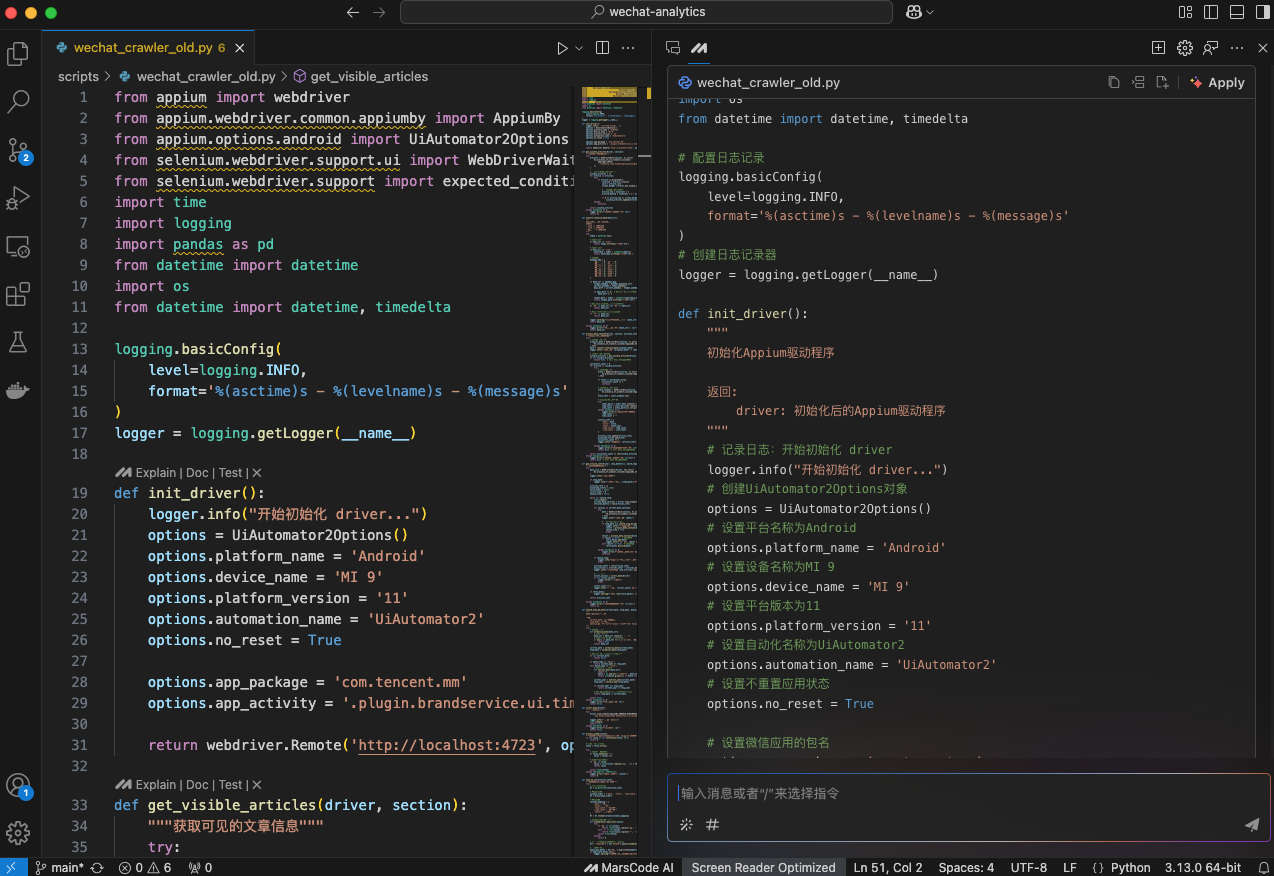 wechat-analytics
wechat_crawler_old.py 6
scripts > wechat_crawler_old.py > get_visible_articles
1 from appium import webdriver
2 from appium.webdriver.common.appiumby import AppiumBy
3 from appium.options.android import UiAutomator2Options
4 from selenium.webdriver.support.ui import WebDriverWait
5 from selenium.webdriver.support import expected_conditi
6 import time
7 import logging
8 import pandas as pd
9 from datetime import datetime
10 import os
11 from datetime import datetime, timedelta
12
13 logging.basicConfig(
14     level=logging.INFO,
15     format='%(asctime)s - %(levelname)s - %(message)s'
16 )
17 logger = logging.getLogger(__name__)
18
Explain | Doc | Test | X
19 def init_driver():
20     logger.info("开始初始化 driver...")
21     options = UiAutomator2Options()
22     options.platform_name = 'Android'
23     options.device_name = 'MI 9'
24     options.platform_version = '11'
25     options.automation_name = 'UiAutomator2'
26     options.no_reset = True
27
28     options.app_package = 'com.tencent.mm'
29     options.app_activity = '.plugin.brandservice.ui.tim
30
31     return webdriver.Remote('http://localhost:4723', op
32
Explain | Doc | Test | X
33 def get_visible_articles(driver, section):
34     """获取可见的文章信息"""
35     try:
wechat_crawler_old.py
Apply
import os
from datetime import datetime, timedelta
# 配置日志记录
logging.basicConfig(
    level=logging.INFO,
    format='%(asctime)s - %(levelname)s - %(message)s'
)
# 创建日志记录器
logger = logging.getLogger(__name__)
def init_driver():
    """
    初始化Appium驱动程序
    返回:
        driver: 初始化后的Appium驱动程序
    """
    # 记录日志：开始初始化 driver
    logger.info("开始初始化 driver...")
    # 创建UiAutomator2Options对象
    options = UiAutomator2Options()
    # 设置平台名称为Android
    options.platform_name = 'Android'
    # 设置设备名称为MI 9
    options.device_name = 'MI 9'
    # 设置平台版本为11
    options.platform_version = '11'
    # 设置自动化名称为UiAutomator2
    options.automation_name = 'UiAutomator2'
    # 设置不重置应用状态
    options.no_reset = True
    # 设置微信应用的包名
输入消息或者“/”来选择指令
2
1
main* 0 6 0 MarsCode AI Screen Reader Optimized Ln 51, Col 2 Spaces: 4 UTF-8 LF {} Python 3.13.0 64-bit